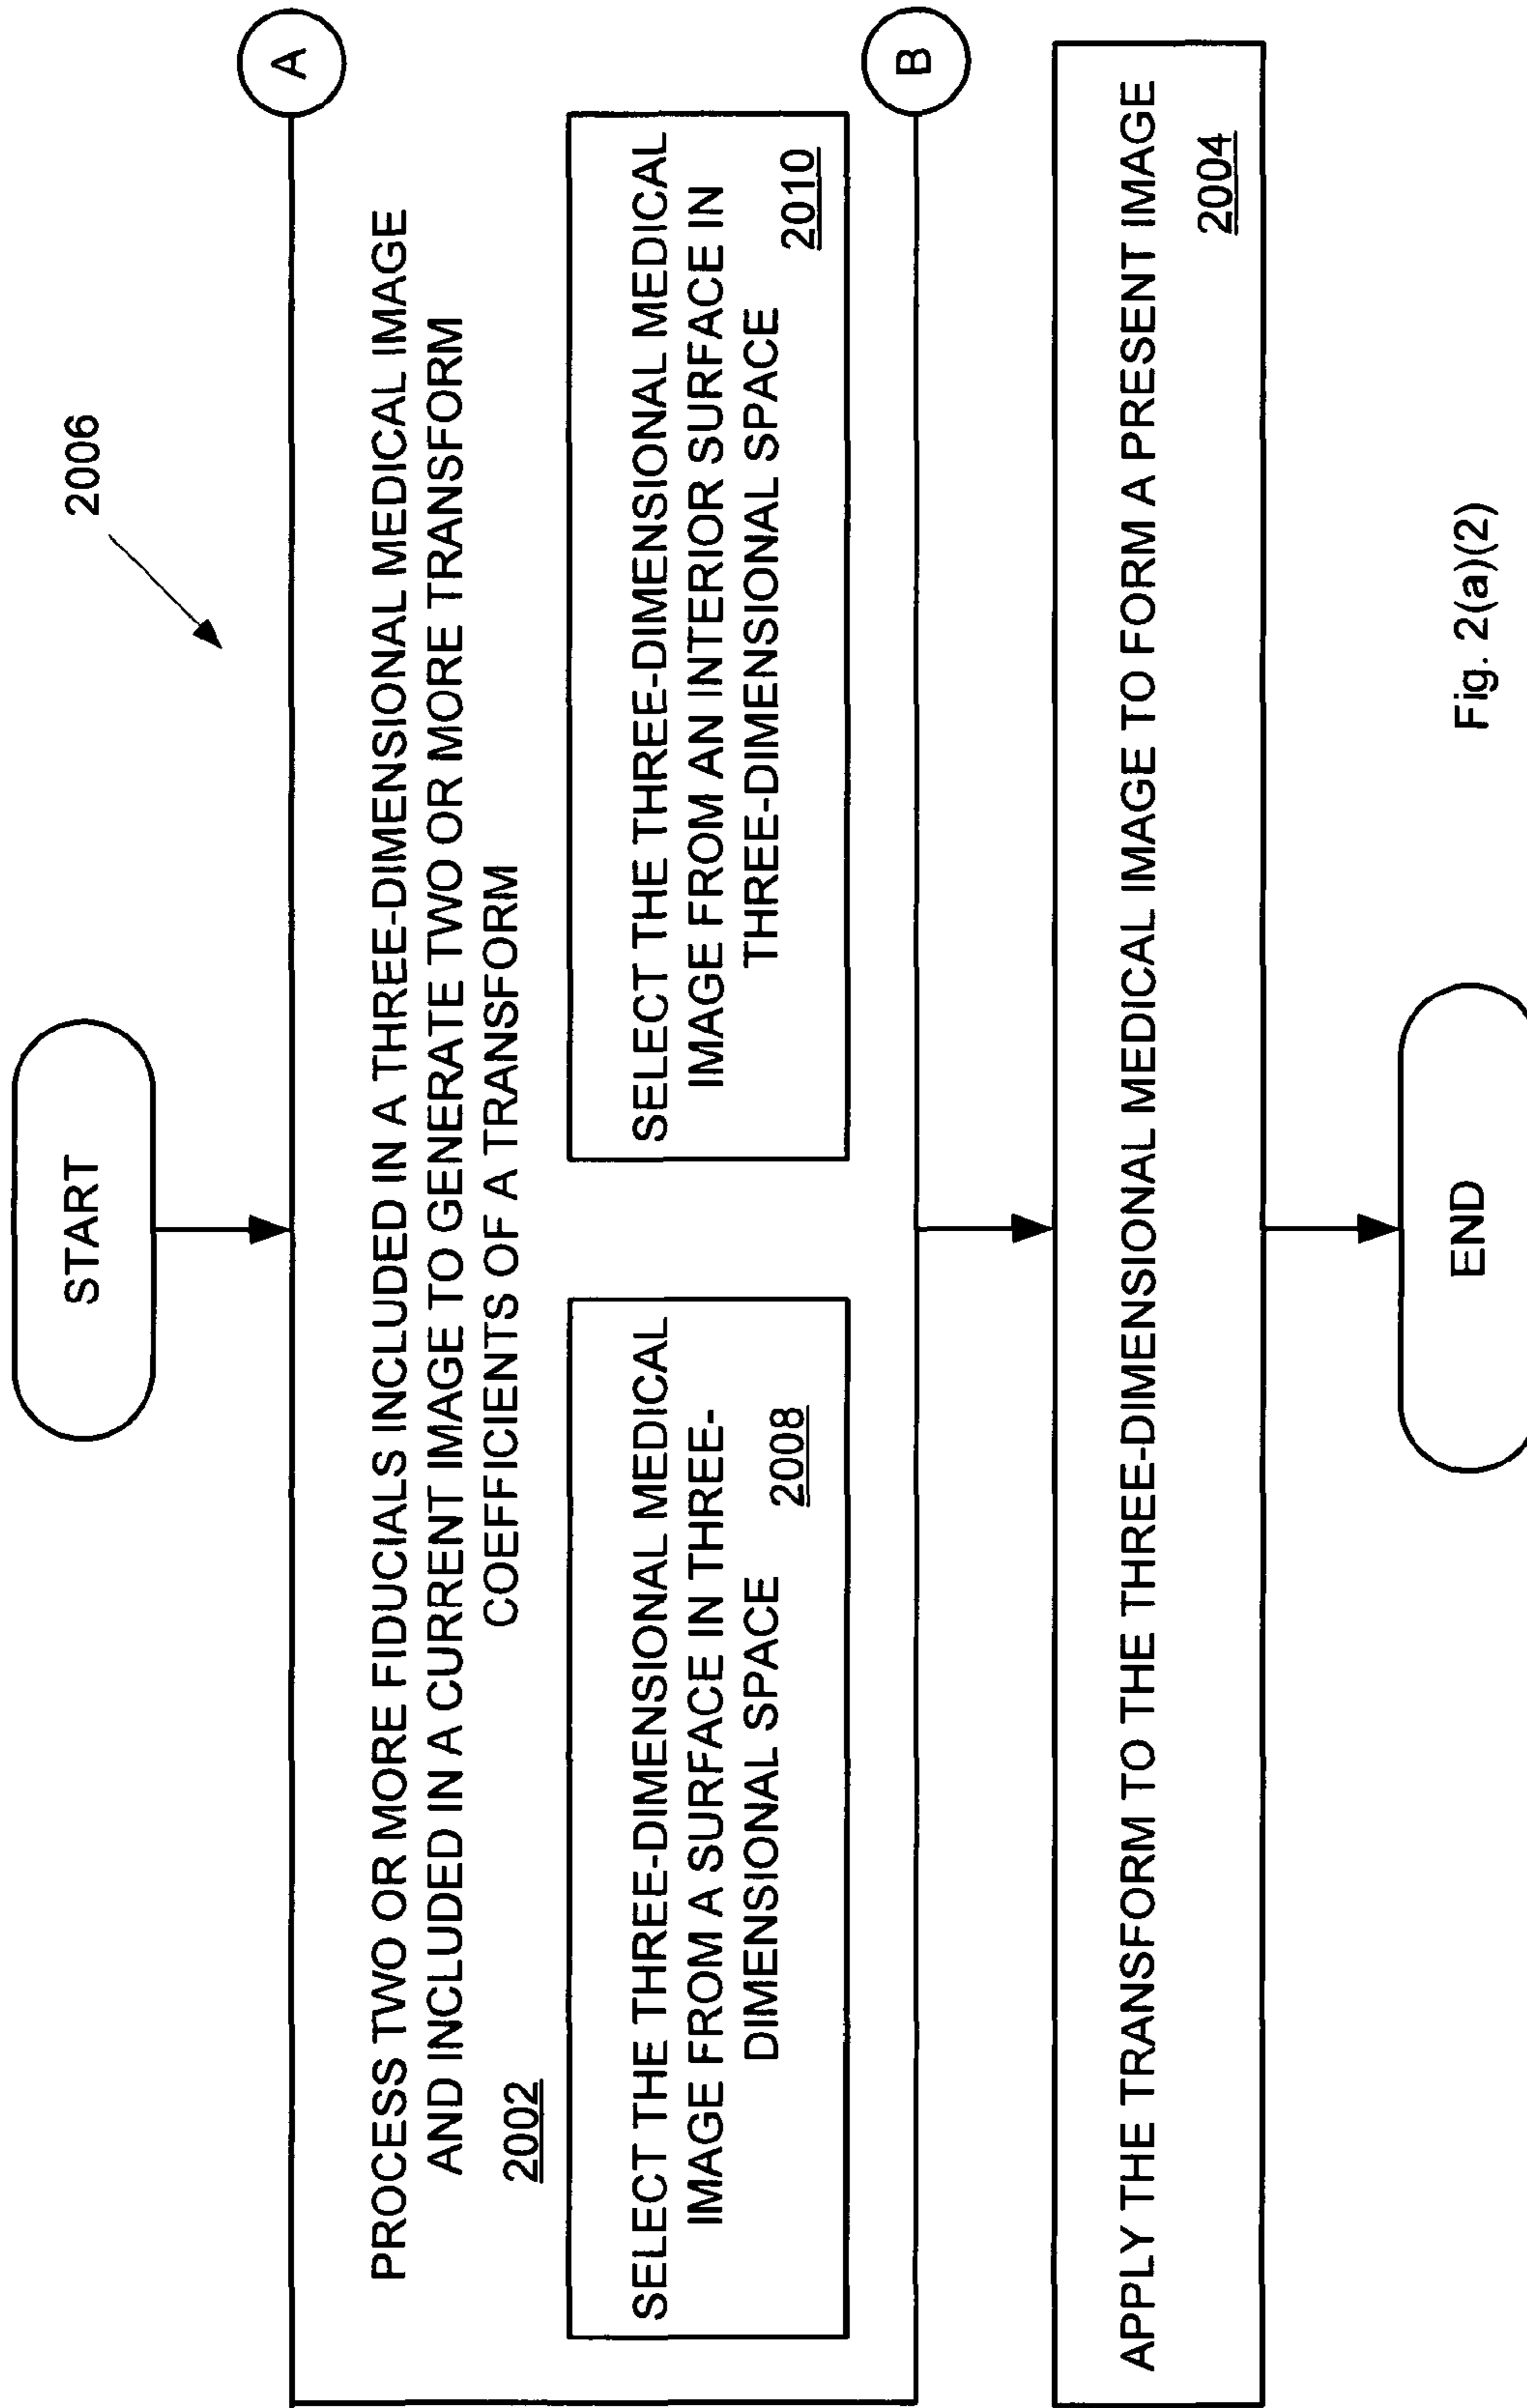 START
2006
A
PROCESS TWO OR MORE FIDUCIALS INCLUDED IN A THREE-DIMENSIONAL MEDICAL IMAGE
AND INCLUDED IN A CURRENT IMAGE TO GENERATE TWO OR MORE TRANSFORM
COEFFICIENTS OF A TRANSFORM
2002
SELECT THE THREE-DIMENSIONAL MEDICAL
IMAGE FROM A SURFACE IN THREE-
DIMENSIONAL SPACE
2008
SELECT THE THREE-DIMENSIONAL MEDICAL
IMAGE FROM AN INTERIOR SURFACE IN
THREE-DIMENSIONAL SPACE
2010
B
APPLY THE TRANSFORM TO THE THREE-DIMENSIONAL MEDICAL IMAGE TO FORM A PRESENT IMAGE
2004
END
Fig. 2(a)(2)